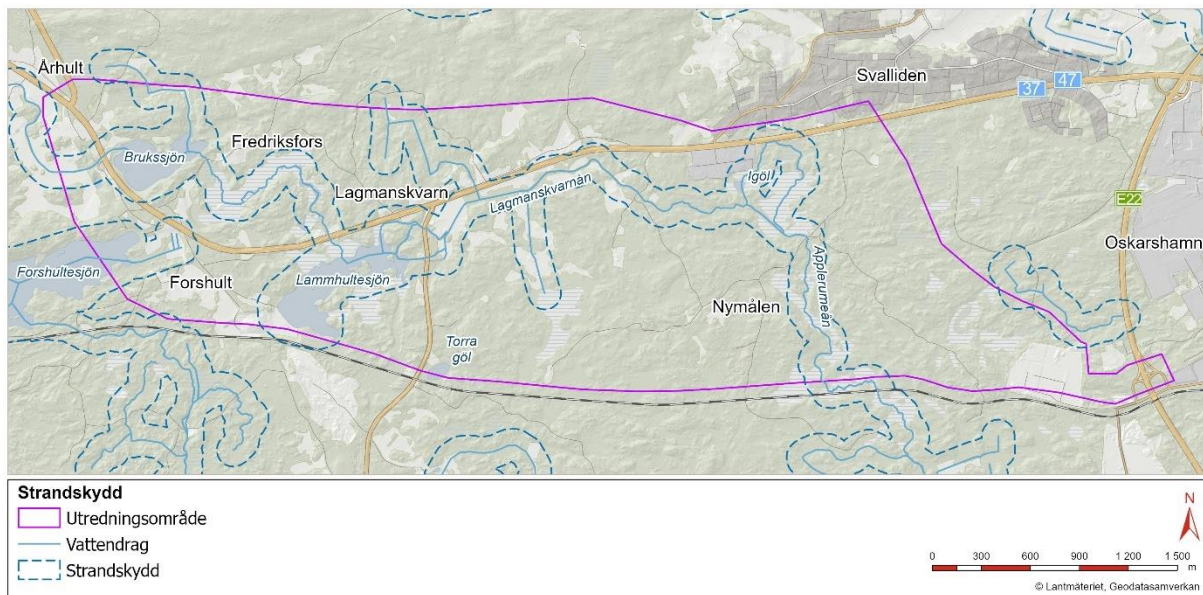 Århult
Svalliden
37
47
Brukssjön
Fredriksfors
Lagmanskvarn
Lagmanskvarnån
Igöl
E22
Oskarshamn
Forshultesjön
Forshult
Lammhultesjön
Applerumeån
Nymålen
Torra
göl
Strandskydd
Utredningsområde
Vattendrag
Strandskydd
N
0 300 600 900 1 200 1 500
m
© Lantmäteriet, Geodatasamverkan